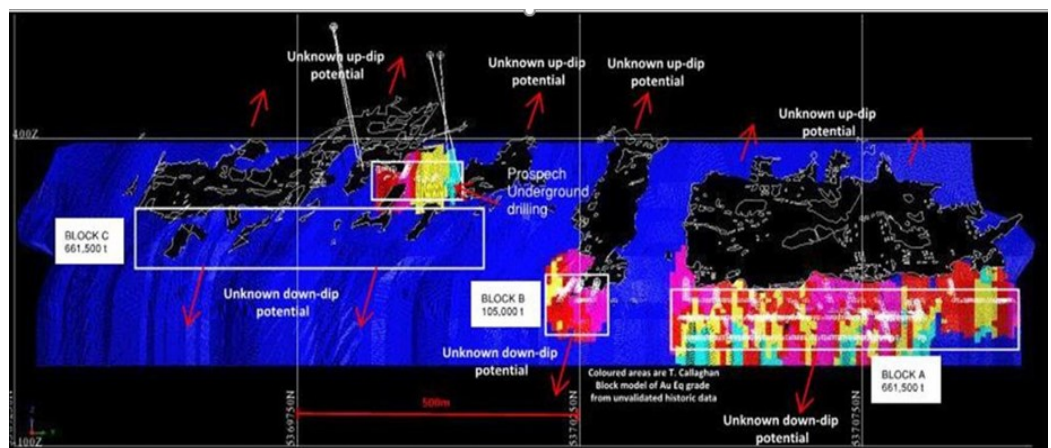 Unknown up-dip
potential
Unknown up-dip
potential
Unknown up-dip
potential
Unknown up-dip
potential
400Z
Prospech
Underground
drilling
BLOCK C
661,500 t
Unknown down-dip
potential
BLOCK B
105,000 t
Unknown down-dip
potential
Coloured areas are T. Callaghan
Block model of Au Eq grade
from unvalidated historic data
BLOCK A
661,500 t
Unknown down-dip
potential
500m
5369750N
5370250N
5370750N
100Z